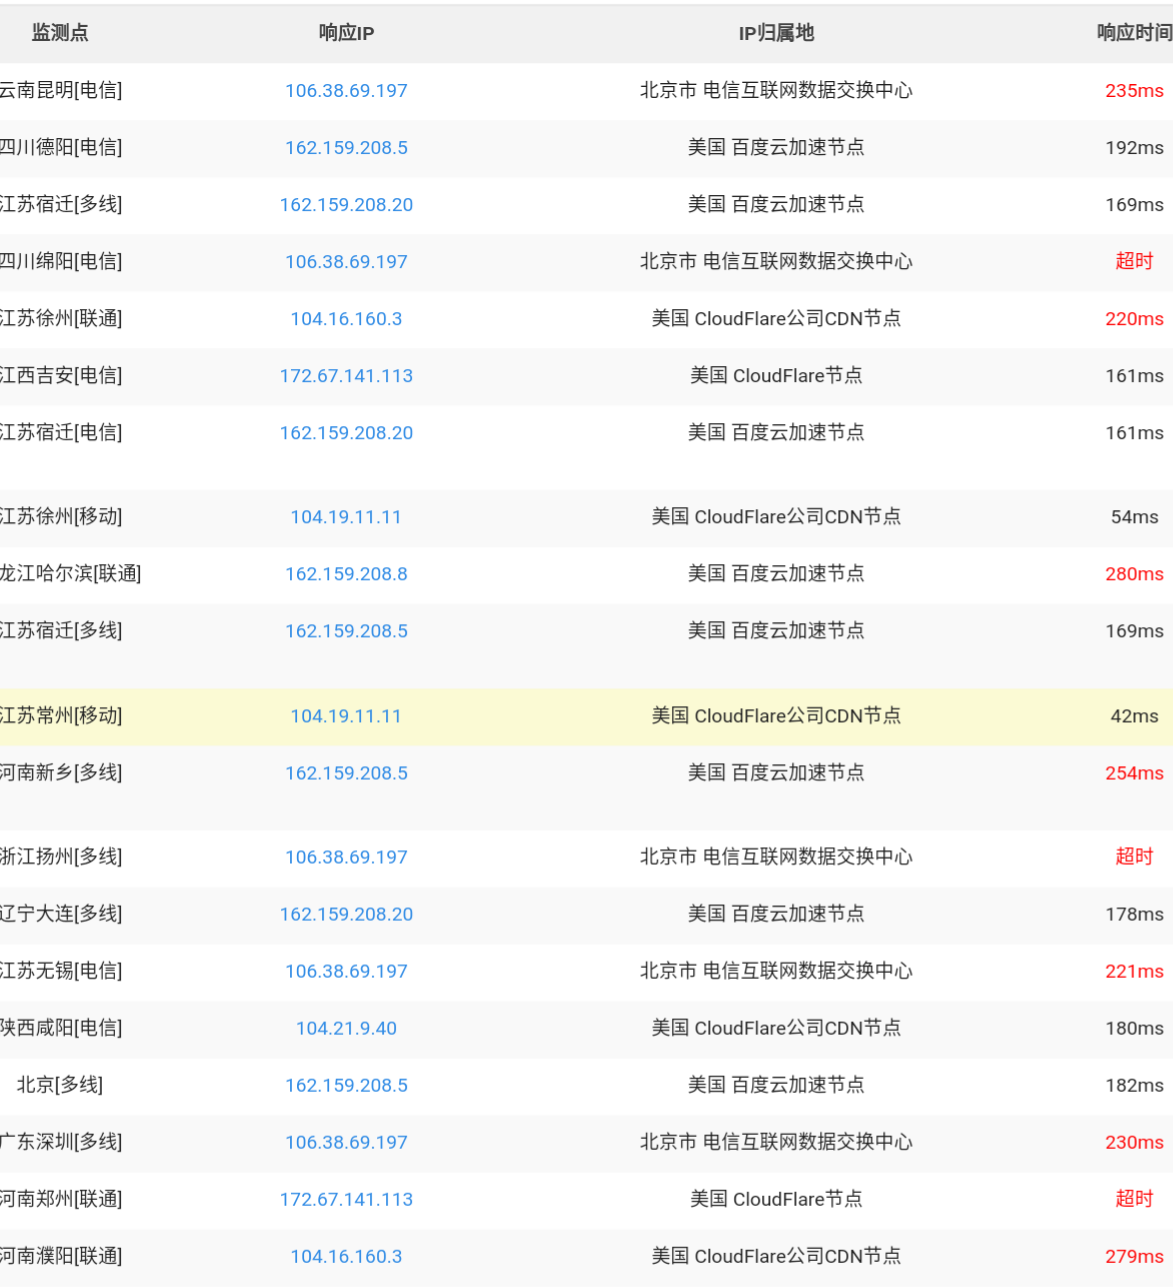 监测点 响应IP IP归属地 响应时间
云南昆明[电信] 106.38.69.197 北京市 电信互联网数据交换中心 235ms
四川德阳[电信] 162.159.208.5 美国 百度云加速节点 192ms
江苏宿迁[多线] 162.159.208.20 美国 百度云加速节点 169ms
四川绵阳[电信] 106.38.69.197 北京市 电信互联网数据交换中心 超时
江苏徐州[联通] 104.16.160.3 美国 CloudFlare公司CDN节点 220ms
江西吉安[电信] 172.67.141.113 美国 CloudFlare节点 161ms
江苏宿迁[电信] 162.159.208.20 美国 百度云加速节点 161ms
江苏徐州[移动] 104.19.11.11 美国 CloudFlare公司CDN节点 54ms
龙江哈尔滨[联通] 162.159.208.8 美国 百度云加速节点 280ms
江苏宿迁[多线] 162.159.208.5 美国 百度云加速节点 169ms
江苏常州[移动] 104.19.11.11 美国 CloudFlare公司CDN节点 42ms
河南新乡[多线] 162.159.208.5 美国 百度云加速节点 254ms
浙江扬州[多线] 106.38.69.197 北京市 电信互联网数据交换中心 超时
辽宁大连[多线] 162.159.208.20 美国 百度云加速节点 178ms
江苏无锡[电信] 106.38.69.197 北京市 电信互联网数据交换中心 221ms
陕西咸阳[电信] 104.21.9.40 美国 CloudFlare公司CDN节点 180ms
北京[多线] 162.159.208.5 美国 百度云加速节点 182ms
广东深圳[多线] 106.38.69.197 北京市 电信互联网数据交换中心 230ms
河南郑州[联通] 172.67.141.113 美国 CloudFlare节点 超时
河南濮阳[联通] 104.16.160.3 美国 CloudFlare公司CDN节点 279ms